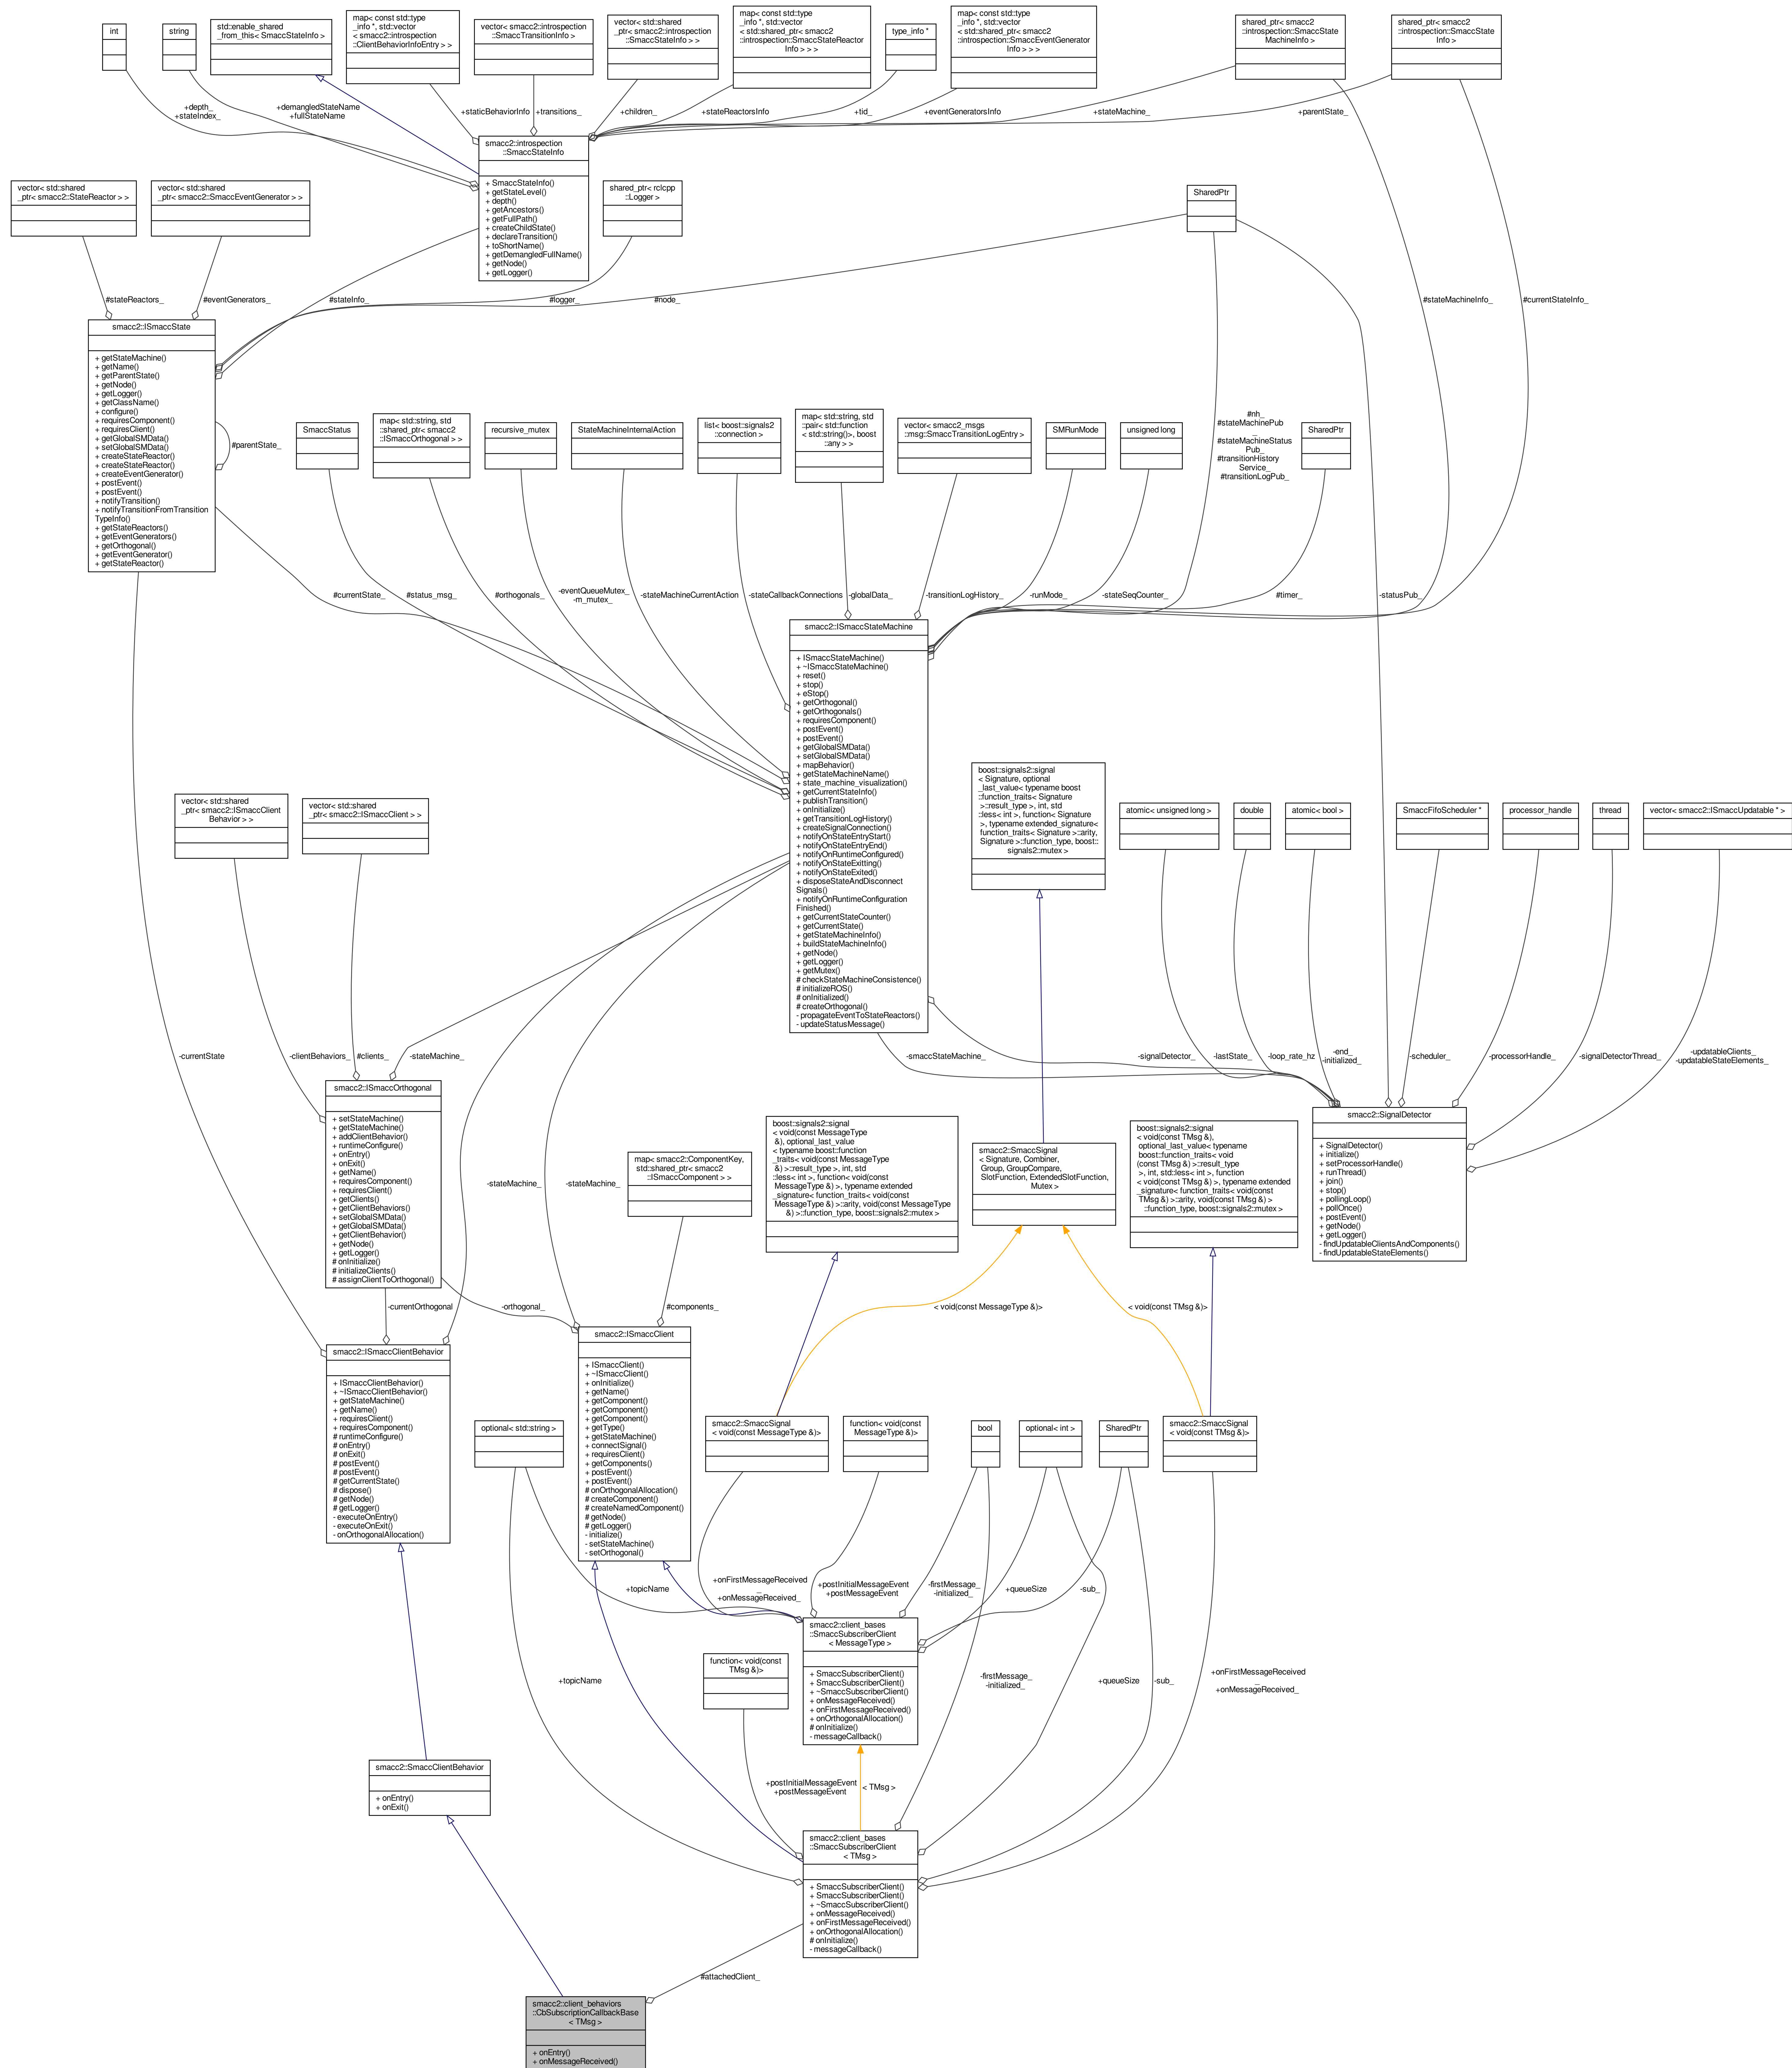 int
string
std::enable_shared
_from_this< SmaccStateInfo >
map< const std::type
_info *, std::vector
< smacc2::introspection
::ClientBehaviorInfoEntry > >
vector< smacc2::introspection
::SmaccTransitionInfo >
vector< std::shared
_ptr< smacc2::introspection
::SmaccStateInfo > >
map< const std::type
_info *, std::vector
< std::shared_ptr< smacc2
::introspection::SmaccStateReactor
Info > > >
type_info *
map< const std::type
_info *, std::vector
< std::shared_ptr< smacc2
::introspection::SmaccEventGenerator
Info > > >
shared_ptr< smacc2
::introspection::SmaccState
MachineInfo >
shared_ptr< smacc2
::introspection::SmaccState
Info >
+depth_
+stateIndex_
+demangledStateName
+fullStateName
+staticBehaviorInfo
+transitions_
+children_
+stateReactorsInfo
+tid_
+eventGeneratorsInfo
+stateMachine_
+parentState_
smacc2::introspection
::SmaccStateInfo
+ SmaccStateInfo()
+ getStateLevel()
+ depth()
+ getAncestors()
+ getFullPath()
+ createChildState()
+ declareTransition()
+ toShortName()
+ getDemangledFullName()
+ getNode()
+ getLogger()
vector< std::shared
_ptr< smacc2::StateReactor > >
vector< std::shared
_ptr< smacc2::SmaccEventGenerator > >
shared_ptr< rclcpp
::Logger >
SharedPtr
#stateReactors_
#eventGenerators_
#stateInfo_
#logger_
#node_
#stateMachineInfo_
#currentStateInfo_
smacc2::ISmaccState
+ getStateMachine()
+ getName()
+ getParentState()
+ getNode()
+ getLogger()
+ getClassName()
+ configure()
+ requiresComponent()
+ requiresClient()
+ getGlobalSMData()
+ setGlobalSMData()
+ createStateReactor()
+ createStateReactor()
+ createEventGenerator()
+ postEvent()
+ postEvent()
+ notifyTransition()
+ notifyTransitionFromTransition
TypeInfo()
+ getStateReactors()
+ getEventGenerators()
+ getOrthogonal()
+ getEventGenerator()
+ getStateReactor()
#parentState_
SmaccStatus
map< std::string, std
::shared_ptr< smacc2
::ISmaccOrthogonal > >
recursive_mutex
StateMachineInternalAction
list< boost::signals2
::connection >
map< std::string, std
::pair< std::function
< std::string()>, boost
::any > >
vector< smacc2_msgs
::msg::SmaccTransitionLogEntry >
SMRunMode
unsigned long
#nh_
#stateMachinePub
_
#stateMachineStatus
Pub_
#transitionHistory
Service_
#transitionLogPub_
SharedPtr
#currentState_
#status_msg_
#orthogonals_
-eventQueueMutex_
-m_mutex_
-stateMachineCurrentAction
-stateCallbackConnections
-globalData_
-transitionLogHistory_
-runMode_
-stateSeqCounter_
#timer_
-statusPub_
smacc2::ISmaccStateMachine
+ ISmaccStateMachine()
+ ~ISmaccStateMachine()
+ reset()
+ stop()
+ eStop()
+ getOrthogonal()
+ getOrthogonals()
+ requiresComponent()
+ postEvent()
+ postEvent()
+ getGlobalSMData()
+ setGlobalSMData()
+ mapBehavior()
+ getStateMachineName()
+ state_machine_visualization()
+ getCurrentStateInfo()
+ publishTransition()
+ onInitialize()
+ getTransitionLogHistory()
+ createSignalConnection()
+ notifyOnStateEntryStart()
+ notifyOnStateEntryEnd()
+ notifyOnRuntimeConfigured()
+ notifyOnStateExitting()
+ notifyOnStateExited()
+ disposeStateAndDisconnect
Signals()
+ notifyOnRuntimeConfiguration
Finished()
+ getCurrentStateCounter()
+ getCurrentState()
+ getStateMachineInfo()
+ buildStateMachineInfo()
+ getNode()
+ getLogger()
+ getMutex()
# checkStateMachineConsistence()
# initializeROS()
# onInitialized()
# createOrthogonal()
- propagateEventToStateReactors()
- updateStatusMessage()
vector< std::shared
_ptr< smacc2::ISmaccClient
Behavior > >
vector< std::shared
_ptr< smacc2::ISmaccClient > >
boost::signals2::signal
< Signature, optional
_last_value< typename boost
::function_traits< Signature
>::result_type >, int, std
::less< int >, function< Signature
>, typename extended_signature<
function_traits< Signature >::arity,
Signature >::function_type, boost::
signals2::mutex >
atomic< unsigned long >
double
atomic< bool >
SmaccFifoScheduler *
processor_handle
thread
vector< smacc2::ISmaccUpdatable * >
-currentState
-clientBehaviors_
#clients_
-stateMachine_
-smaccStateMachine_
-signalDetector_
-lastState_
-loop_rate_hz
-end_
-initialized_
-scheduler_
-processorHandle_
-signalDetectorThread_
-updatableClients_
-updatableStateElements_
smacc2::ISmaccOrthogonal
+ setStateMachine()
+ getStateMachine()
+ addClientBehavior()
+ runtimeConfigure()
+ onEntry()
+ onExit()
+ getName()
+ requiresComponent()
+ requiresClient()
+ getClients()
+ getClientBehaviors()
+ setGlobalSMData()
+ getGlobalSMData()
+ getClientBehavior()
+ getNode()
+ getLogger()
# onInitialize()
# initializeClients()
# assignClientToOrthogonal()
-stateMachine_
-stateMachine_
map< smacc2::ComponentKey,
std::shared_ptr< smacc2
::ISmaccComponent > >
boost::signals2::signal
< void(const MessageType
&), optional_last_value
< typename boost::function
_traits< void(const MessageType
&) >::result_type >, int, std
::less< int >, function< void(const
MessageType &) >, typename extended
_signature< function_traits< void(const
MessageType &) >::arity, void(const MessageType
&) >::function_type, boost::signals2::mutex >
smacc2::SmaccSignal
< Signature, Combiner,
Group, GroupCompare,
SlotFunction, ExtendedSlotFunction,
Mutex >
boost::signals2::signal
< void(const TMsg &),
optional_last_value< typename
boost::function_traits< void
(const TMsg &) >::result_type
>, int, std::less< int >, function
< void(const TMsg &) >, typename extended
_signature< function_traits< void(const
TMsg &) >::arity, void(const TMsg &) >
::function_type, boost::signals2::mutex >
smacc2::SignalDetector
+ SignalDetector()
+ initialize()
+ setProcessorHandle()
+ runThread()
+ join()
+ stop()
+ pollingLoop()
+ pollOnce()
+ postEvent()
+ getNode()
+ getLogger()
- findUpdatableClientsAndComponents()
- findUpdatableStateElements()
-currentOrthogonal
-orthogonal_
#components_
< void(const MessageType &)>
< void(const TMsg &)>
smacc2::ISmaccClientBehavior
+ ISmaccClientBehavior()
+ ~ISmaccClientBehavior()
+ getStateMachine()
+ getName()
+ requiresClient()
+ requiresComponent()
# runtimeConfigure()
# onEntry()
# onExit()
# postEvent()
# postEvent()
# getCurrentState()
# dispose()
# getNode()
# getLogger()
- executeOnEntry()
- executeOnExit()
- onOrthogonalAllocation()
smacc2::ISmaccClient
+ ISmaccClient()
+ ~ISmaccClient()
+ onInitialize()
+ getName()
+ getComponent()
+ getComponent()
+ getComponent()
+ getType()
+ getStateMachine()
+ connectSignal()
+ requiresClient()
+ getComponents()
+ postEvent()
+ postEvent()
# onOrthogonalAllocation()
# createComponent()
# createNamedComponent()
# getNode()
# getLogger()
- initialize()
- setStateMachine()
- setOrthogonal()
optional< std::string >
smacc2::SmaccSignal
< void(const MessageType &)>
function< void(const
MessageType &)>
bool
optional< int >
SharedPtr
smacc2::SmaccSignal
< void(const TMsg &)>
+topicName
+onFirstMessageReceived
_
+onMessageReceived_
+postInitialMessageEvent
+postMessageEvent
-firstMessage_
-initialized_
+queueSize
-sub_
smacc2::client_bases
::SmaccSubscriberClient
< MessageType >
+ SmaccSubscriberClient()
+ SmaccSubscriberClient()
+ ~SmaccSubscriberClient()
+ onMessageReceived()
+ onFirstMessageReceived()
+ onOrthogonalAllocation()
# onInitialize()
- messageCallback()
function< void(const
TMsg &)>
+topicName
-firstMessage_
-initialized_
+queueSize
-sub_
+onFirstMessageReceived
_
+onMessageReceived_
smacc2::SmaccClientBehavior
+ onEntry()
+ onExit()
+postInitialMessageEvent
+postMessageEvent
< TMsg >
smacc2::client_bases
::SmaccSubscriberClient
< TMsg >
+ SmaccSubscriberClient()
+ SmaccSubscriberClient()
+ ~SmaccSubscriberClient()
+ onMessageReceived()
+ onFirstMessageReceived()
+ onOrthogonalAllocation()
# onInitialize()
- messageCallback()
#attachedClient_
smacc2::client_behaviors
::CbSubscriptionCallbackBase
< TMsg >
+ onEntry()
+ onMessageReceived()